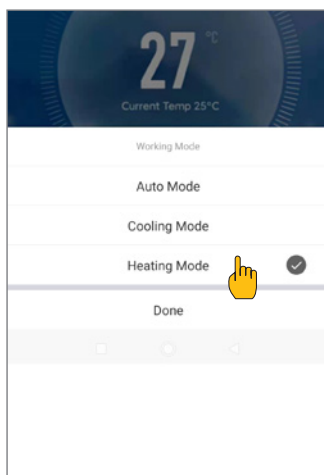 27 °C
Current Temp 25°C
Working Mode
Auto Mode
Cooling Mode
Heating Mode
Done